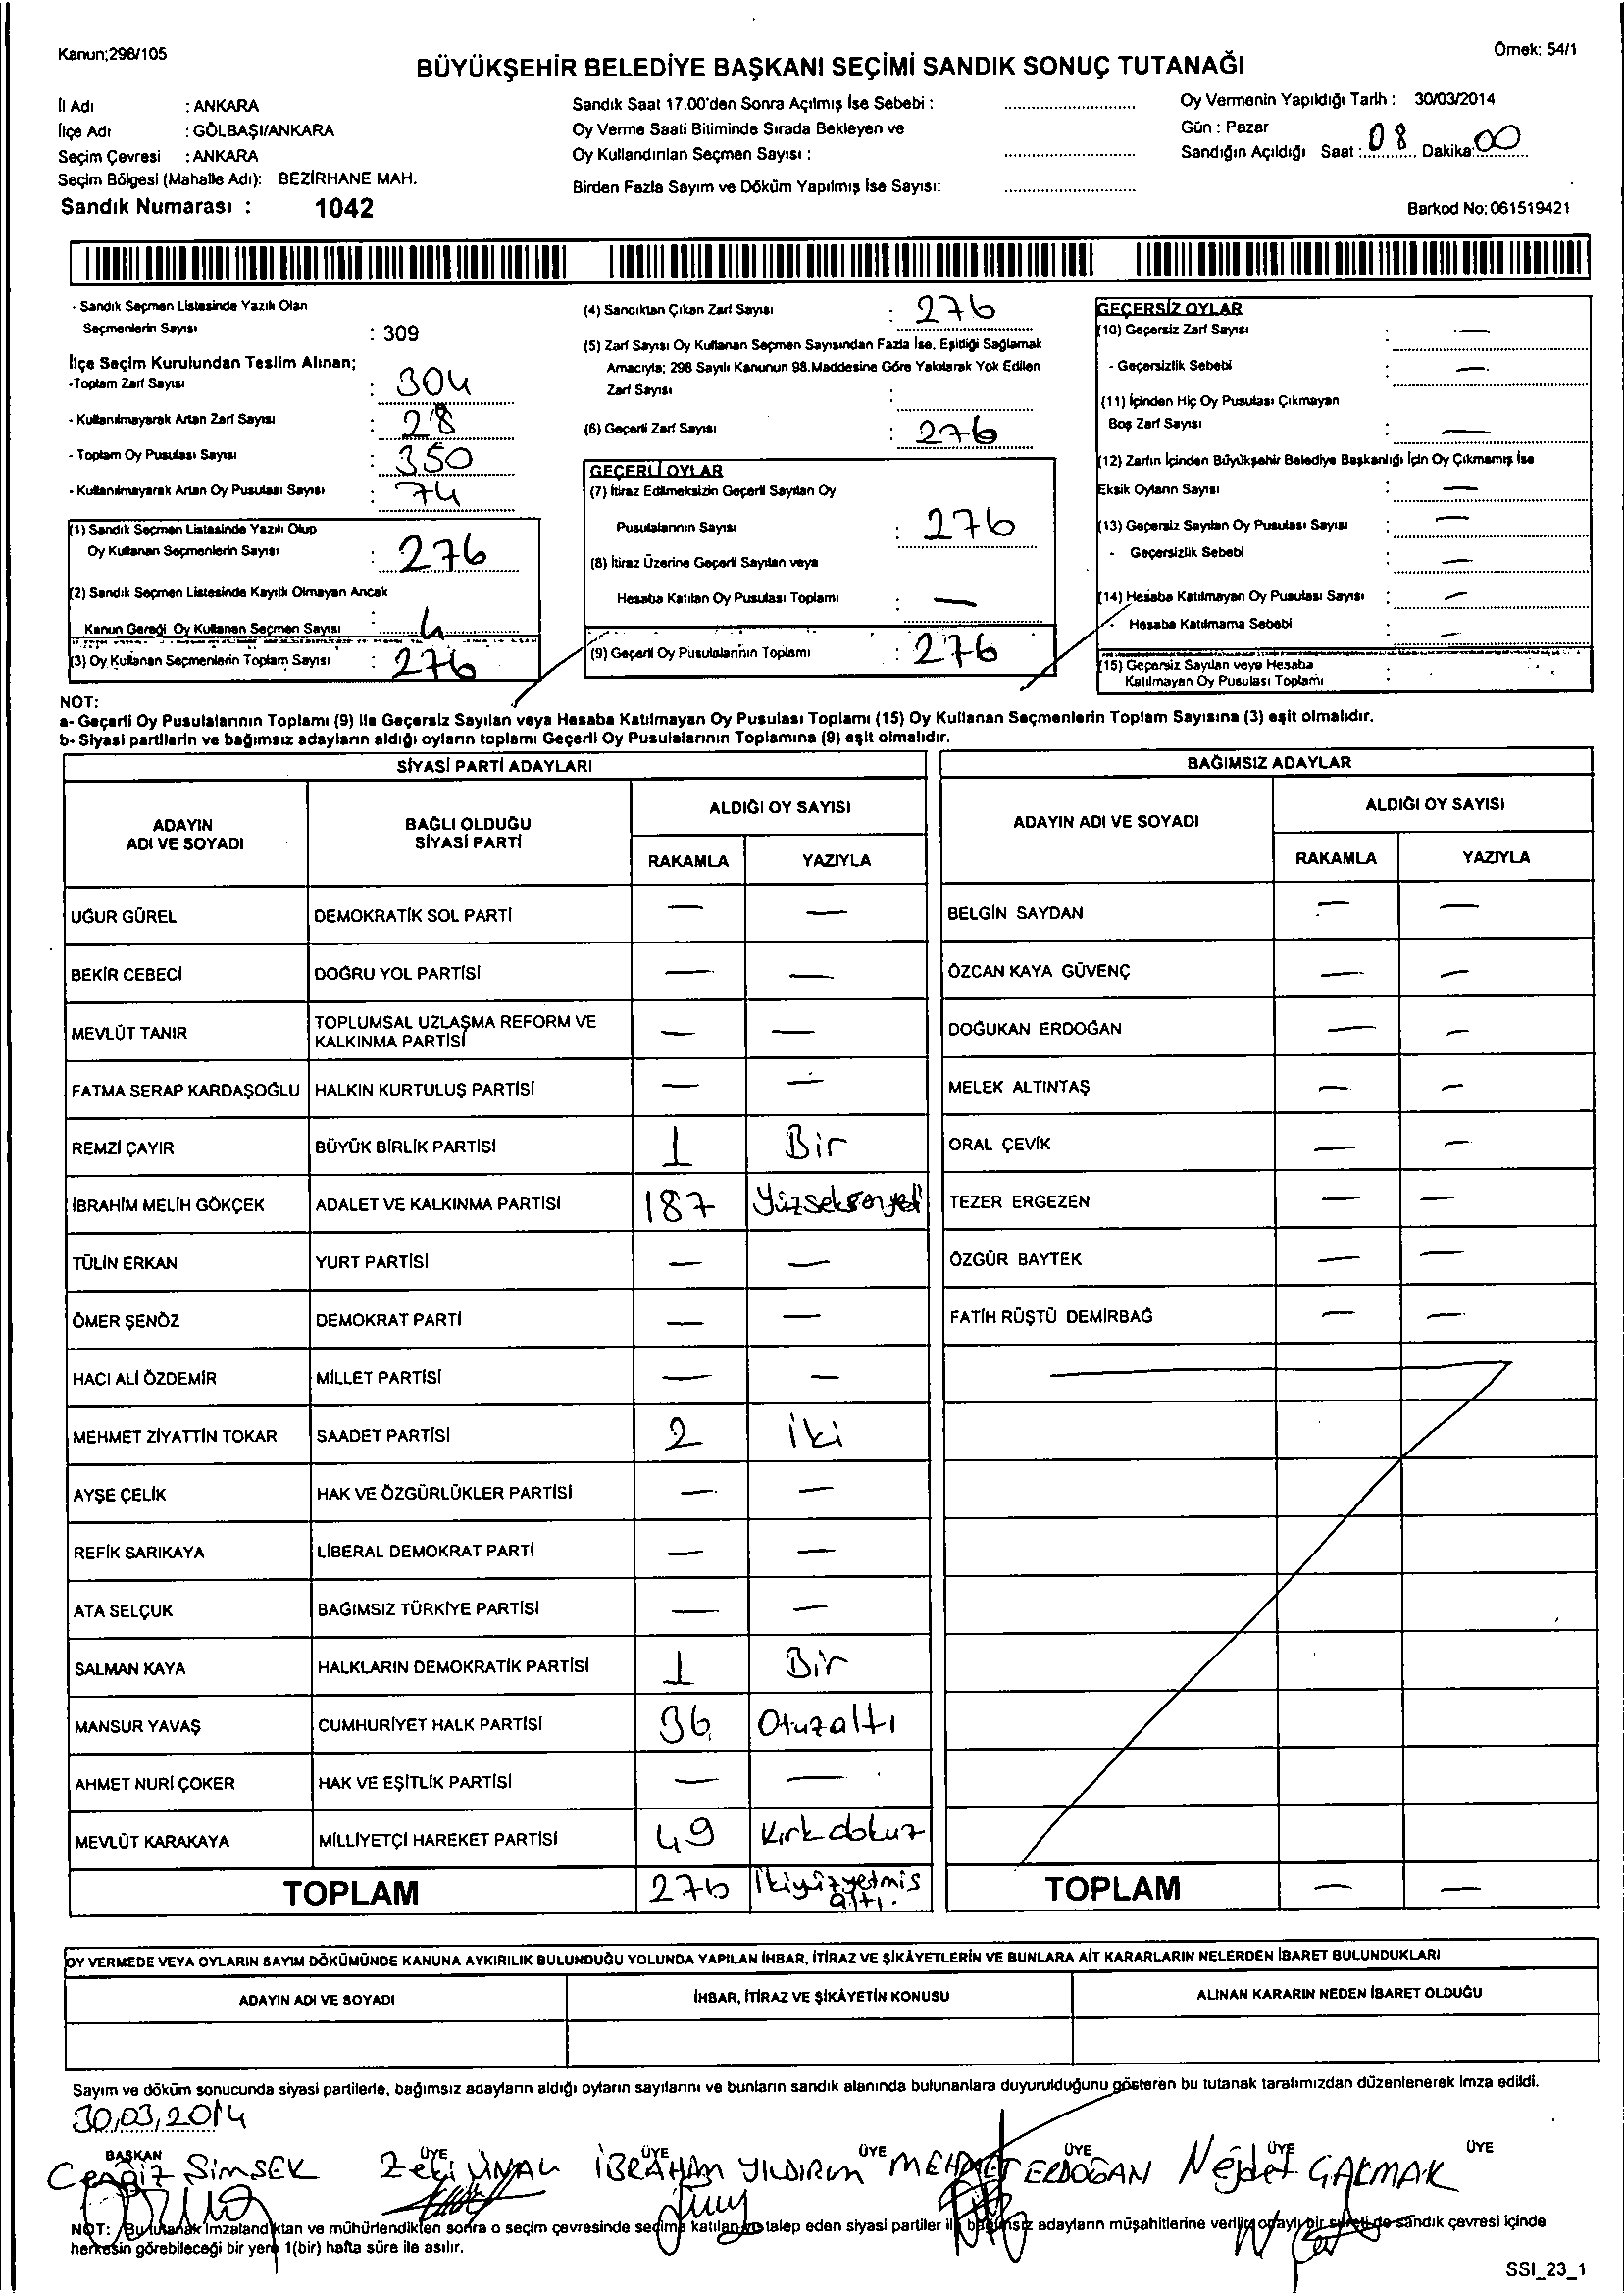 Kanun;298/105
Örnek: 54/1
BÜYÜKŞEHİR BELEDİYE BAŞKANI SEÇİMİ SANDIK SONUÇ TUTANAĞI
İl Adı : ANKARA
İlçe Adı : GÖLBAŞI/ANKARA
Seçim Çevresi : ANKARA
Seçim Bölgesi (Mahalle Adı): BEZİRHANE MAH.
Sandık Numarası : 1042
Sandık Saat 17.00'den Sonra Açılmış İse Sebebi :
Oy Verme Saati Bitiminde Sırada Bekleyen ve
Oy Kullandırılan Seçmen Sayısı :
Birden Fazla Sayım ve Döküm Yapılmış İse Sayısı:
Oy Vermenin Yapıldığı Tarih : 30/03/2014
Gün : Pazar
Sandığın Açıldığı Saat : 08 Dakika: 00
Barkod No: 061519421
- Sandık Seçmen Listesinde Yazılı Olan
Seçmenlerin Sayısı : 309
İlçe Seçim Kurulundan Teslim Alınan;
-Toplam Zarf Sayısı : 304
- Kullanılmayarak Artan Zarf Sayısı : 28
- Toplam Oy Pusulası Sayısı : 350
- Kullanılmayarak Artan Oy Pusulası Sayısı : 74
(1) Sandık Seçmen Listesinde Yazılı Olup
Oy Kullanan Seçmenlerin Sayısı : 276
(2) Sandık Seçmen Listesinde Kayıtlı Olmayan Ancak
Kanun Gereği Oy Kullanan Seçmen Sayısı : 4
(3) Oy Kullanan Seçmenlerin Toplam Sayısı : 276
(4) Sandıktan Çıkan Zarf Sayısı : 276
(5) Zarf Sayısı Oy Kullanan Seçmen Sayısından Fazla İse, Eşitliği Sağlamak
Amacıyla; 298 Sayılı Kanunun 98.Maddesine Göre Yakılarak Yok Edilen
Zarf Sayısı :
(6) Geçerli Zarf Sayısı : 276
GEÇERLİ OYLAR
(7) İtiraz Edilmeksizin Geçerli Sayılan Oy
Pusulalarının Sayısı : 276
(8) İtiraz Üzerine Geçerli Sayılan veya
Hesaba Katılan Oy Pusulası Toplamı : —
(9) Geçerli Oy Pusulalarının Toplamı : 276
GEÇERSİZ OYLAR
(10) Geçersiz Zarf Sayısı : —
- Geçersizlik Sebebi : —
(11) İçinden Hiç Oy Pusulası Çıkmayan
Boş Zarf Sayısı : —
(12) Zarfın İçinden Büyükşehir Belediye Başkanlığı İçin Oy Çıkmamış İse
Eksik Oyların Sayısı : —
(13) Geçersiz Sayılan Oy Pusulası Sayısı : —
- Geçersizlik Sebebi : —
(14) Hesaba Katılmayan Oy Pusulası Sayısı : —
- Hesaba Katılmama Sebebi : —
(15) Geçersiz Sayılan veya Hesaba
Katılmayan Oy Pusulası Toplamı :
NOT:
a- Geçerli Oy Pusulalarının Toplamı (9) ile Geçersiz Sayılan veya Hesaba Katılmayan Oy Pusulası Toplamı (15) Oy Kullanan Seçmenlerin Toplam Sayısına (3) eşit olmalıdır.
b- Siyasi partilerin ve bağımsız adayların aldığı oyların toplamı Geçerli Oy Pusulalarının Toplamına (9) eşit olmalıdır.
SİYASİ PARTİ ADAYLARI
ADAYIN ADI VE SOYADI
BAĞLI OLDUĞU SİYASİ PARTİ
ALDIĞI OY SAYISI
RAKAMLA YAZIYLA
UĞUR GÜREL DEMOKRATİK SOL PARTİ — —
BEKİR CEBECİ DOĞRU YOL PARTİSİ — —
MEVLÜT TANIR TOPLUMSAL UZLAŞMA REFORM VE KALKINMA PARTİSİ — —
FATMA SERAP KARDAŞOĞLU HALKIN KURTULUŞ PARTİSİ — —
REMZİ ÇAYIR BÜYÜK BİRLİK PARTİSİ 1 Bir
İBRAHİM MELİH GÖKÇEK ADALET VE KALKINMA PARTİSİ 187 Yüzseksenyedi
TÜLİN ERKAN YURT PARTİSİ — —
ÖMER ŞENÖZ DEMOKRAT PARTİ — —
HACI ALİ ÖZDEMİR MİLLET PARTİSİ — —
MEHMET ZİYATTİN TOKAR SAADET PARTİSİ 2 İki
AYŞE ÇELİK HAK VE ÖZGÜRLÜKLER PARTİSİ — —
REFİK SARIKAYA LİBERAL DEMOKRAT PARTİ — —
ATA SELÇUK BAĞIMSIZ TÜRKİYE PARTİSİ — —
SALMAN KAYA HALKLARIN DEMOKRATİK PARTİSİ 1 Bir
MANSUR YAVAŞ CUMHURİYET HALK PARTİSİ 36 Otuzaltı
AHMET NURİ ÇOKER HAK VE EŞİTLİK PARTİSİ — —
MEVLÜT KARAKAYA MİLLİYETÇİ HAREKET PARTİSİ 49 Kırkdokuz
TOPLAM 276 İkiyüzyetmis altı.
BAĞIMSIZ ADAYLAR
ADAYIN ADI VE SOYADI
ALDIĞI OY SAYISI
RAKAMLA YAZIYLA
BELGİN SAYDAN — —
ÖZCAN KAYA GÜVENÇ — —
DOĞUKAN ERDOĞAN — —
MELEK ALTINTAŞ — —
ORAL ÇEVİK — —
TEZER ERGEZEN — —
ÖZGÜR BAYTEK — —
FATİH RÜŞTÜ DEMİRBAĞ — —
TOPLAM — —
OY VERMEDE VEYA OYLARIN SAYIM DÖKÜMÜNDE KANUNA AYKIRILIK BULUNDUĞU YOLUNDA YAPILAN İHBAR, İTİRAZ VE ŞİKÂYETLERİN VE BUNLARA AİT KARARLARIN NELERDEN İBARET BULUNDUKLARI
ADAYIN ADI VE SOYADI
İHBAR, İTİRAZ VE ŞİKÂYETİN KONUSU
ALINAN KARARIN NEDEN İBARET OLDUĞU
Sayım ve döküm sonucunda siyasi partilerle, bağımsız adayların aldığı oyların sayılarını ve bunların sandık alanında bulunanlara duyurulduğunu gösteren bu tutanak tarafımızdan düzenlenerek imza edildi.
30.03.2014
BAŞKAN ÜYE ÜYE ÜYE ÜYE ÜYE ÜYE
Cengiz ŞimŞEK Zeki ÜNAL İBRAHAM YILDIRIM MEHMET ERDOĞAN Nejdet ÇAKMAK
NOT: Bu tutanak imzalandıktan ve mühürlendikten sonra o seçim çevresinde seçime katılan ve talep eden siyasi partiler ile bağımsız adayların müşahitlerine verilir onaylı bir sureti de sandık çevresi içinde
herkesin görebileceği bir yere 1(bir) hafta süre ile asılır.
SSI_23_1